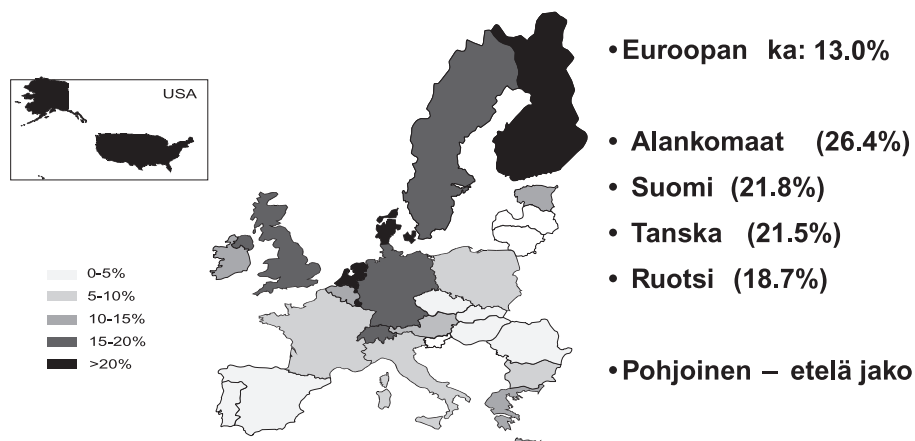 USA
0-5%
5-10%
10-15%
15-20%
>20%
• Euroopan ka: 13.0%
• Alankomaat (26.4%)
• Suomi (21.8%)
• Tanska (21.5%)
• Ruotsi (18.7%)
• Pohjoinen – etelä jako